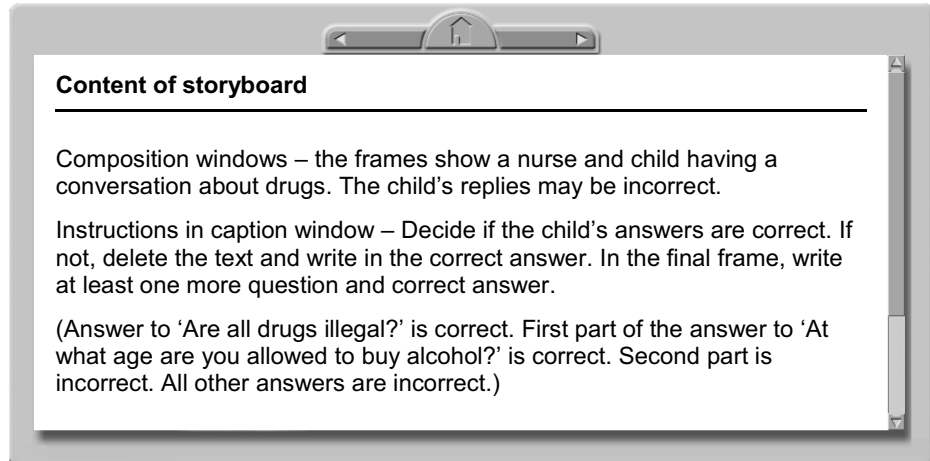 Content of storyboard
Composition windows – the frames show a nurse and child having a
conversation about drugs. The child's replies may be incorrect.
Instructions in caption window – Decide if the child's answers are correct. If
not, delete the text and write in the correct answer. In the final frame, write
at least one more question and correct answer.
(Answer to 'Are all drugs illegal?' is correct. First part of the answer to 'At
what age are you allowed to buy alcohol?' is correct. Second part is
incorrect. All other answers are incorrect.)